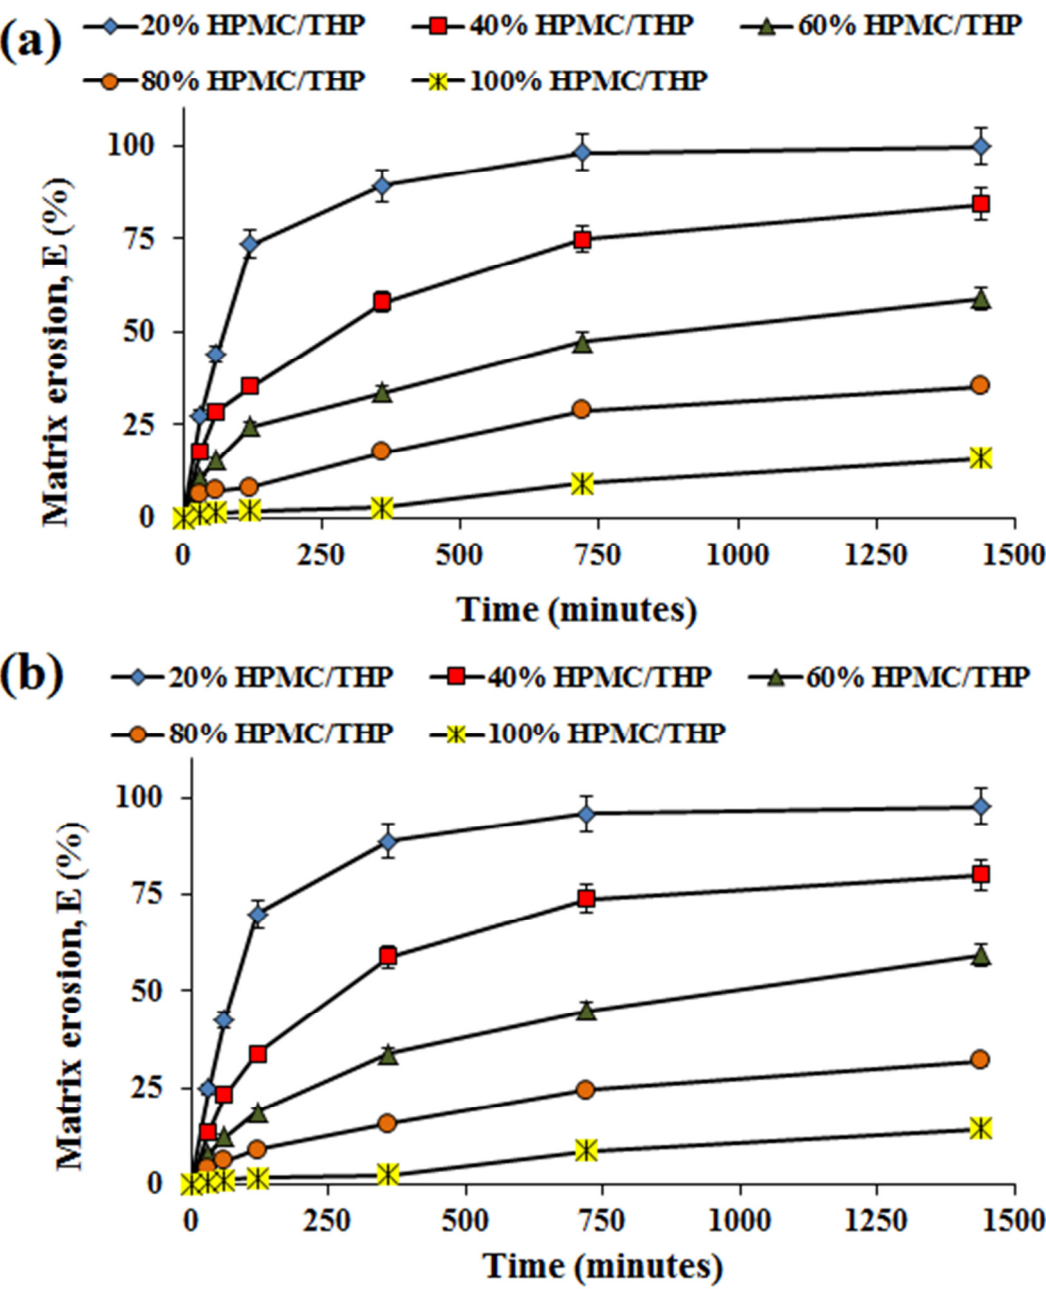 (a)
20% HPMC/THP 40% HPMC/THP 60% HPMC/THP
80% HPMC/THP 100% HPMC/THP
Matrix erosion, E (%)
100
75
50
25
0
0 250 500 750 1000 1250 1500
Time (minutes)
(b)
20% HPMC/THP 40% HPMC/THP 60% HPMC/THP
80% HPMC/THP 100% HPMC/THP
Matrix erosion, E (%)
100
75
50
25
0
0 250 500 750 1000 1250 1500
Time (minutes)